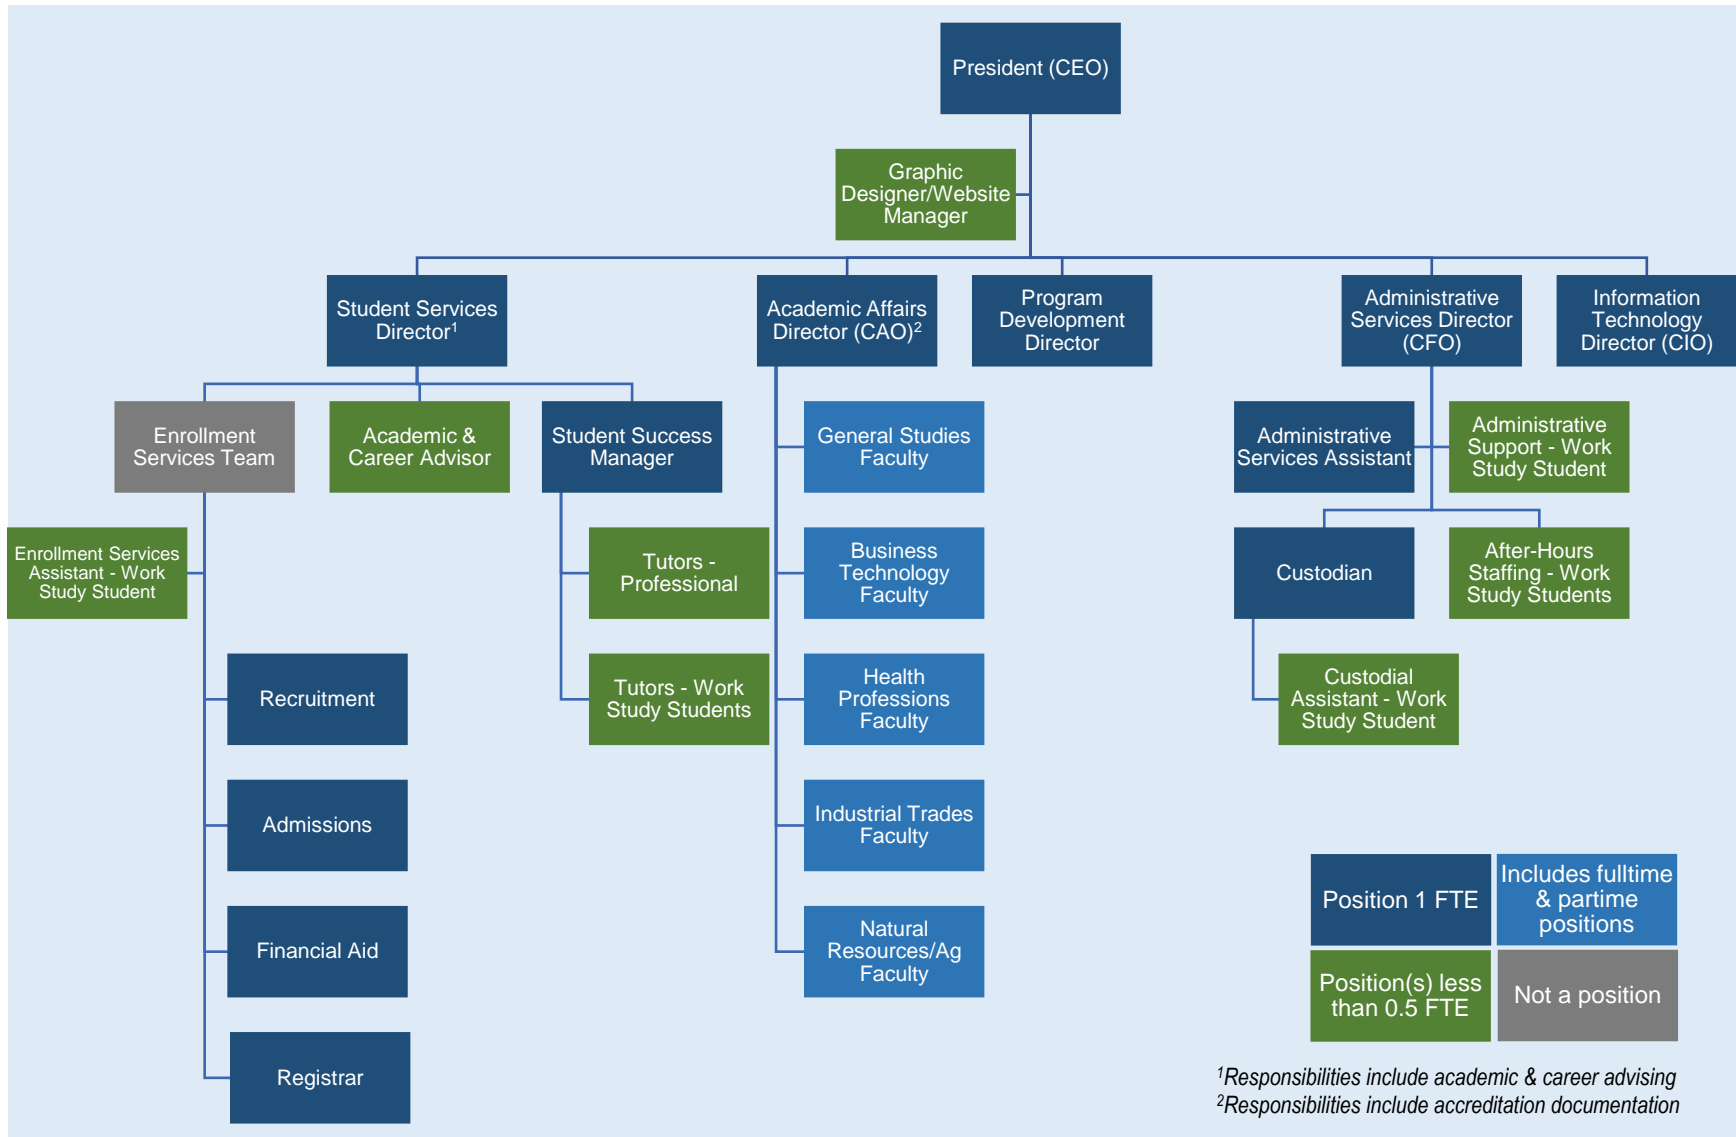 President (CEO)
Graphic
Designer/Website
Manager
Student Services
Director1
Academic Affairs
Director (CAO)2
Program
Development
Director
Administrative
Services Director
(CFO)
Information
Technology
Director (CIO)
Enrollment
Services Team
Academic &
Career Advisor
Student Success
Manager
General Studies
Faculty
Administrative
Services Assistant
Administrative
Support - Work
Study Student
Enrollment Services
Assistant - Work
Study Student
Tutors -
Professional
Business
Technology
Faculty
Custodian
After-Hours
Staffing - Work
Study Students
Recruitment
Tutors - Work
Study Students
Health
Professions
Faculty
Custodial
Assistant - Work
Study Student
Admissions
Industrial Trades
Faculty
Financial Aid
Natural
Resources/Ag
Faculty
Registrar
Position 1 FTE
Includes fulltime
& partime
positions
Position(s) less
than 0.5 FTE
Not a position
1Responsibilities include academic & career advising
2Responsibilities include accreditation documentation